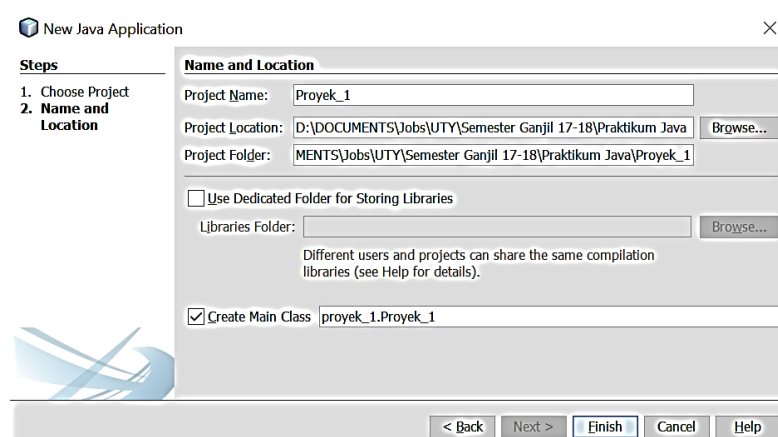 New Java Application
Steps
1. Choose Project
2. Name and
Location
Name and Location
Project Name: Proyek_1
Project Location: D:\DOCUMENTS\Jobs\UTY\Semester Ganjil 17-18\Praktikum Java Browse...
Project Folder: MENTS\Jobs\UTY\Semester Ganjil 17-18\Praktikum Java\Proyek_1
Use Dedicated Folder for Storing Libraries
Libraries Folder: Browse...
Different users and projects can share the same compilation
libraries (see Help for details).
Create Main Class proyek_1.Proyek_1
< Back Next > Finish Cancel Help